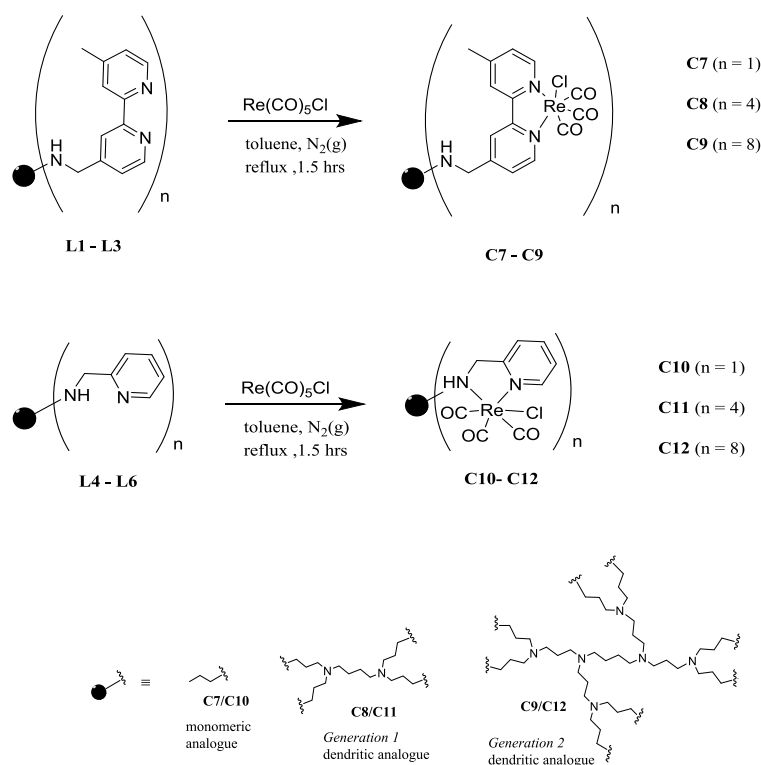 n
N
N
HN
Re(CO)₅Cl
toluene, N₂(g)
reflux ,1.5 hrs
L1 - L3
N
N
Cl
Re
CO
CO
CO
HN
n
C7 - C9
C7 (n = 1)
C8 (n = 4)
C9 (n = 8)
NH
N
n
L4 - L6
Re(CO)₅Cl
toluene, N₂(g)
reflux ,1.5 hrs
HN
N
OC
Re
Cl
OC
CO
n
C10- C12
C10 (n = 1)
C11 (n = 4)
C12 (n = 8)
≡
C7/C10
monomeric
analogue
N
N
C8/C11
Generation 1
dendritic analogue
N
N
N
N
N
N
C9/C12
Generation 2
dendritic analogue